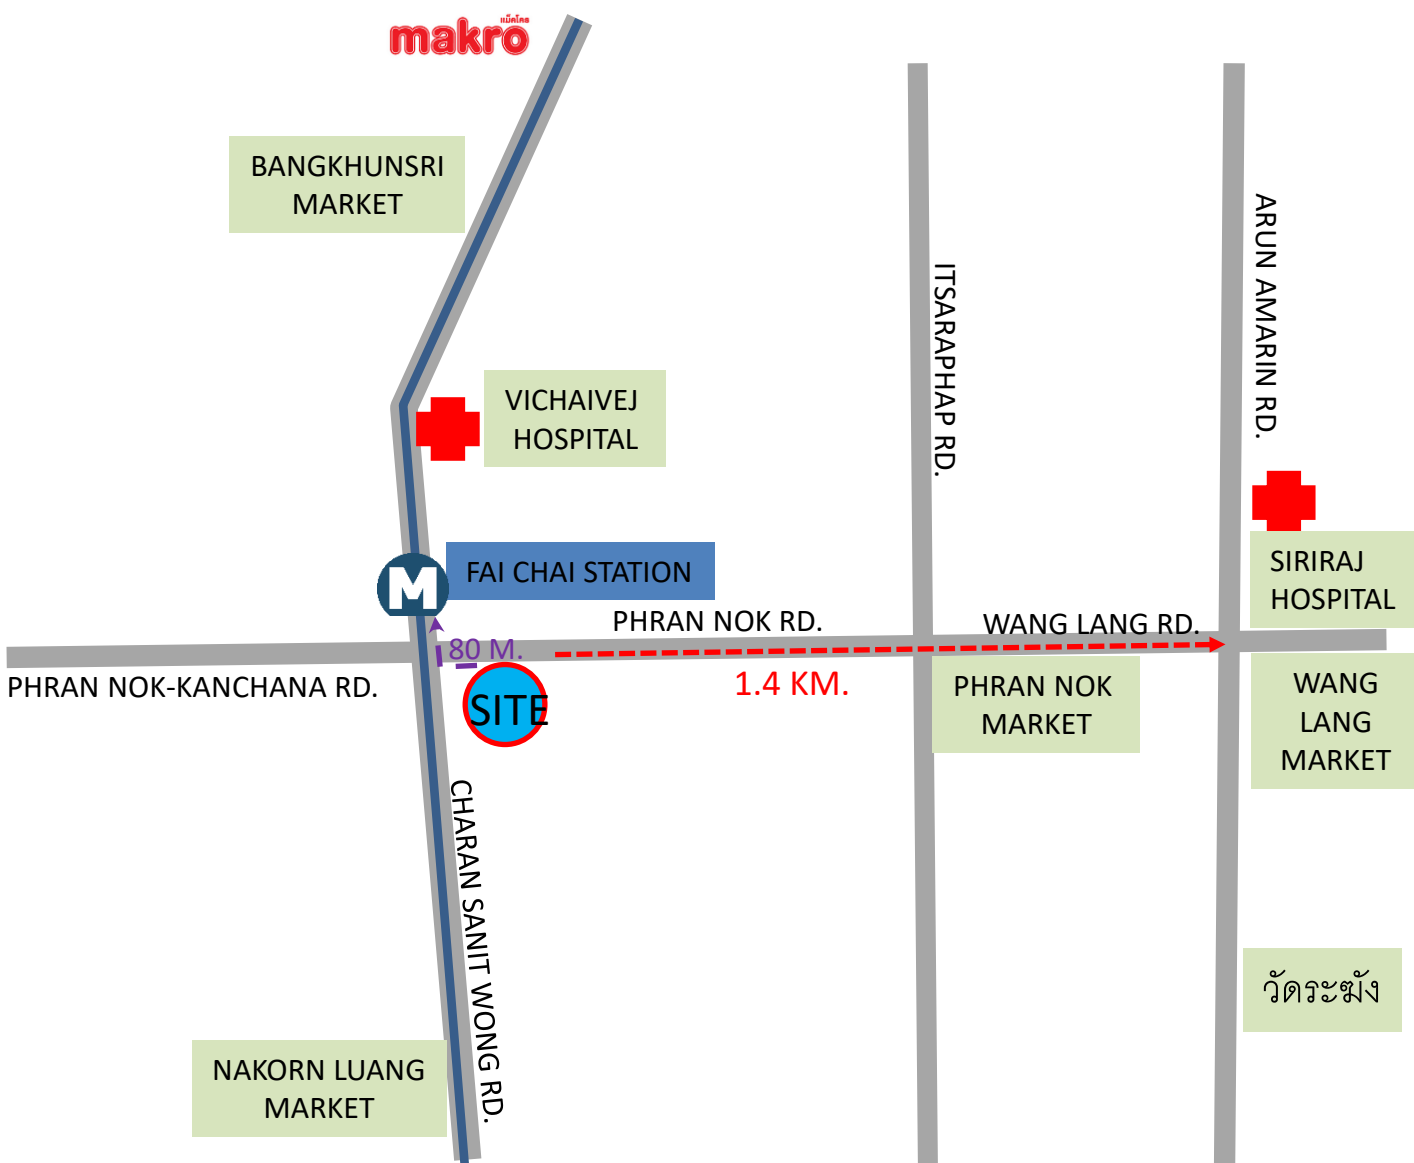 แม็คโคร
makro
BANGKHUNSRI
MARKET
ARUN AMARIN RD.
ITSARAPHAP RD.
VICHAIVEJ
HOSPITAL
FAI CHAI STATION
M
SIRIRAJ
HOSPITAL
PHRAN NOK RD.
WANG LANG RD.
80 M.
PHRAN NOK-KANCHANA RD.
SITE
1.4 KM.
PHRAN NOK
MARKET
WANG
LANG
MARKET
CHARAN SANIT WONG RD.
วัดระฆัง
NAKORN LUANG
MARKET